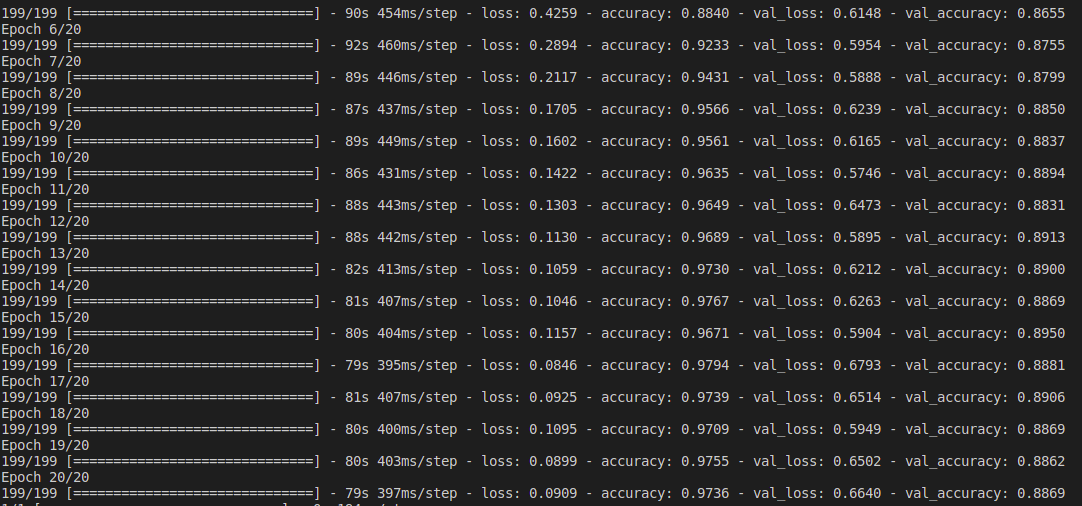 199/199 [==============================] - 90s 454ms/step - loss: 0.4259 - accuracy: 0.8840 - val_loss: 0.6148 - val_accuracy: 0.8655
Epoch 6/20
199/199 [==============================] - 92s 460ms/step - loss: 0.2894 - accuracy: 0.9233 - val_loss: 0.5954 - val_accuracy: 0.8755
Epoch 7/20
199/199 [==============================] - 89s 446ms/step - loss: 0.2117 - accuracy: 0.9431 - val_loss: 0.5888 - val_accuracy: 0.8799
Epoch 8/20
199/199 [==============================] - 87s 437ms/step - loss: 0.1705 - accuracy: 0.9566 - val_loss: 0.6239 - val_accuracy: 0.8850
Epoch 9/20
199/199 [==============================] - 89s 449ms/step - loss: 0.1602 - accuracy: 0.9561 - val_loss: 0.6165 - val_accuracy: 0.8837
Epoch 10/20
199/199 [==============================] - 86s 431ms/step - loss: 0.1422 - accuracy: 0.9635 - val_loss: 0.5746 - val_accuracy: 0.8894
Epoch 11/20
199/199 [==============================] - 88s 443ms/step - loss: 0.1303 - accuracy: 0.9649 - val_loss: 0.6473 - val_accuracy: 0.8831
Epoch 12/20
199/199 [==============================] - 88s 442ms/step - loss: 0.1130 - accuracy: 0.9689 - val_loss: 0.5895 - val_accuracy: 0.8913
Epoch 13/20
199/199 [==============================] - 82s 413ms/step - loss: 0.1059 - accuracy: 0.9730 - val_loss: 0.6212 - val_accuracy: 0.8900
Epoch 14/20
199/199 [==============================] - 81s 407ms/step - loss: 0.1046 - accuracy: 0.9767 - val_loss: 0.6263 - val_accuracy: 0.8869
Epoch 15/20
199/199 [==============================] - 80s 404ms/step - loss: 0.1157 - accuracy: 0.9671 - val_loss: 0.5904 - val_accuracy: 0.8950
Epoch 16/20
199/199 [==============================] - 79s 395ms/step - loss: 0.0846 - accuracy: 0.9794 - val_loss: 0.6793 - val_accuracy: 0.8881
Epoch 17/20
199/199 [==============================] - 81s 407ms/step - loss: 0.0925 - accuracy: 0.9739 - val_loss: 0.6514 - val_accuracy: 0.8906
Epoch 18/20
199/199 [==============================] - 80s 400ms/step - loss: 0.1095 - accuracy: 0.9709 - val_loss: 0.5949 - val_accuracy: 0.8869
Epoch 19/20
199/199 [==============================] - 80s 403ms/step - loss: 0.0899 - accuracy: 0.9755 - val_loss: 0.6502 - val_accuracy: 0.8862
Epoch 20/20
199/199 [==============================] - 79s 397ms/step - loss: 0.0909 - accuracy: 0.9736 - val_loss: 0.6640 - val_accuracy: 0.8869